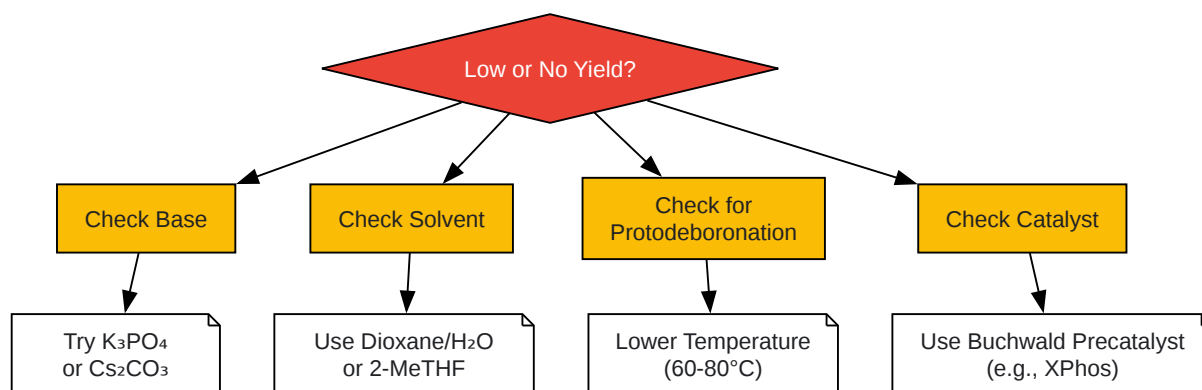 Low or No Yield?
Check Base
Check Solvent
Check for
Protodeboronation
Check Catalyst
Try K₃PO₄
or Cs₂CO₃
Use Dioxane/H₂O
or 2-MeTHF
Lower Temperature
(60-80°C)
Use Buchwald Precatalyst
(e.g., XPhos)